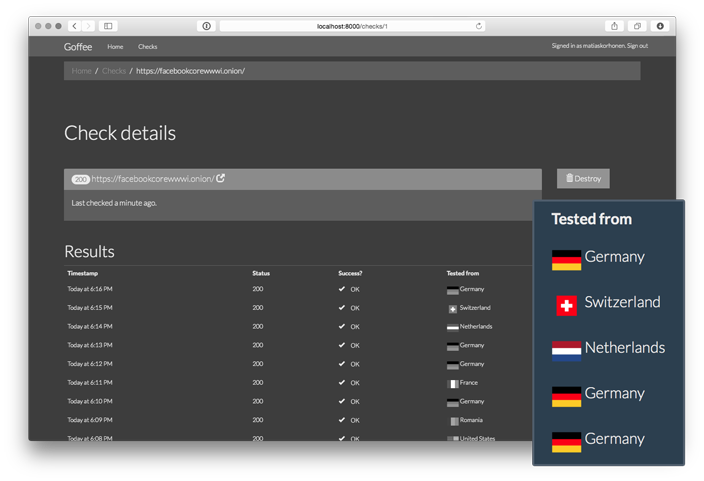 localhost:8000/checks/1
Goffee Home Checks Signed in as matiaskorhonen. Sign out
Home / Checks / https://facebookcorewwwi.onion/
Check details
200 https://facebookcorewwwi.onion/ Destroy
Last checked a minute ago.
Results
Timestamp Status Success? Tested from
Today at 6:16 PM 200 OK Germany
Today at 6:15 PM 200 OK Switzerland
Today at 6:14 PM 200 OK Netherlands
Today at 6:13 PM 200 OK Germany
Today at 6:12 PM 200 OK Germany
Today at 6:11 PM 200 OK France
Today at 6:10 PM 200 OK Germany
Today at 6:09 PM 200 OK Romania
Today at 6:08 PM 200 OK United States
Tested from
Germany
Switzerland
Netherlands
Germany
Germany